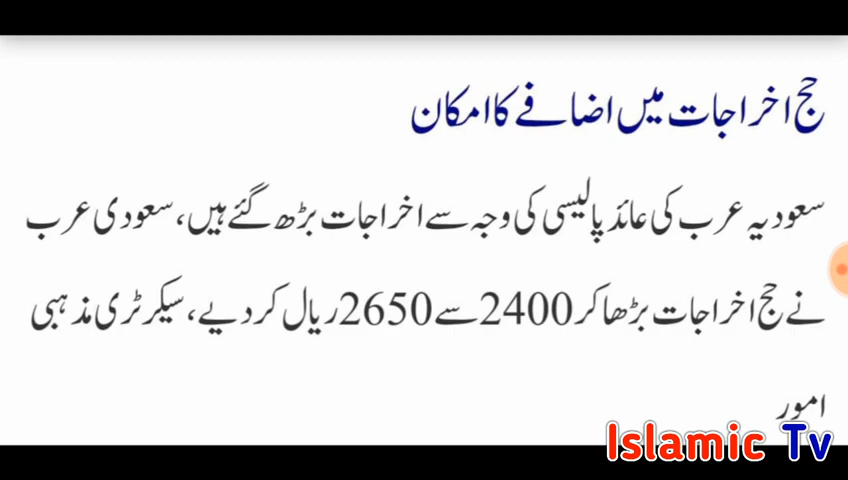 حج اخراجات میں اضافے کا امکان
سعودیہ عرب کی عائد پالیسی کی وجہ سے اخراجات بڑھ گئے ہیں، سعودی عرب
نے حج اخراجات بڑھا کر 2400 سے 2650 ریال کر دیے، سیکرٹری مذہبی
امور
Islamic Tv